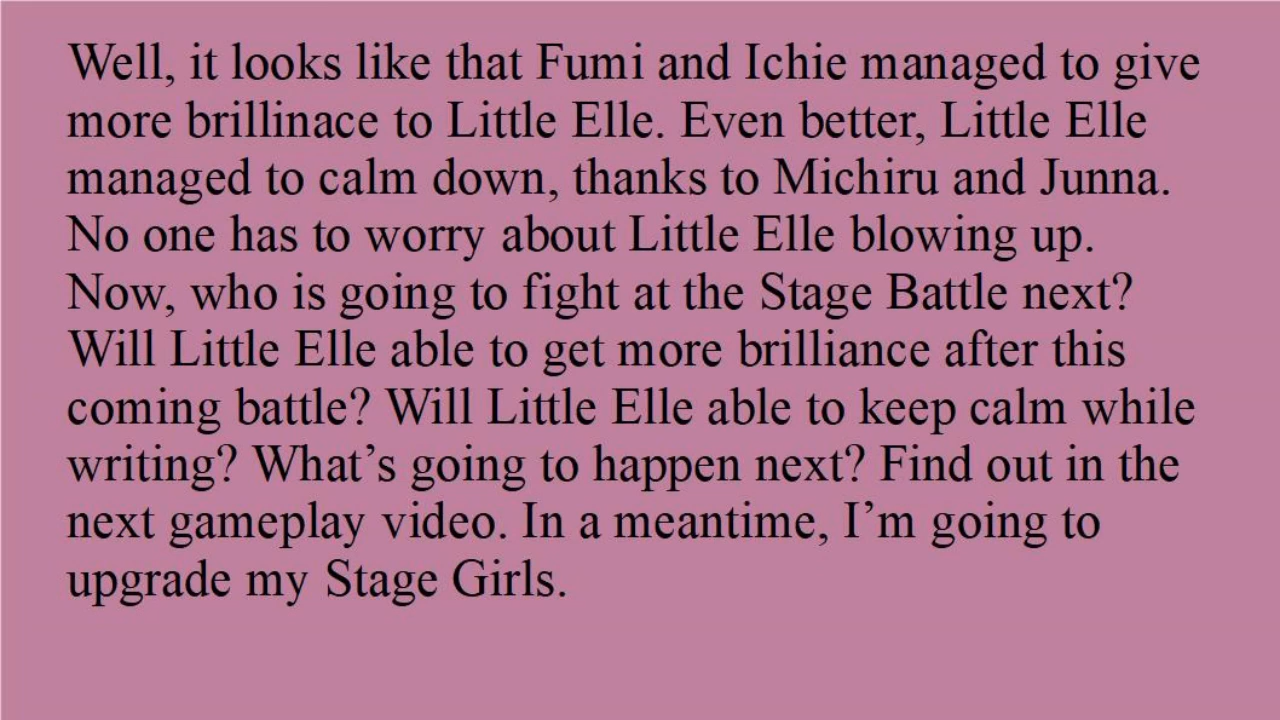 Well, it looks like that Fumi and Ichie managed to give
more brillinace to Little Elle. Even better, Little Elle
managed to calm down, thanks to Michiru and Junna.
No one has to worry about Little Elle blowing up.
Now, who is going to fight at the Stage Battle next?
Will Little Elle able to get more brilliance after this
coming battle? Will Little Elle able to keep calm while
writing? What’s going to happen next? Find out in the
next gameplay video. In a meantime, I’m going to
upgrade my Stage Girls.